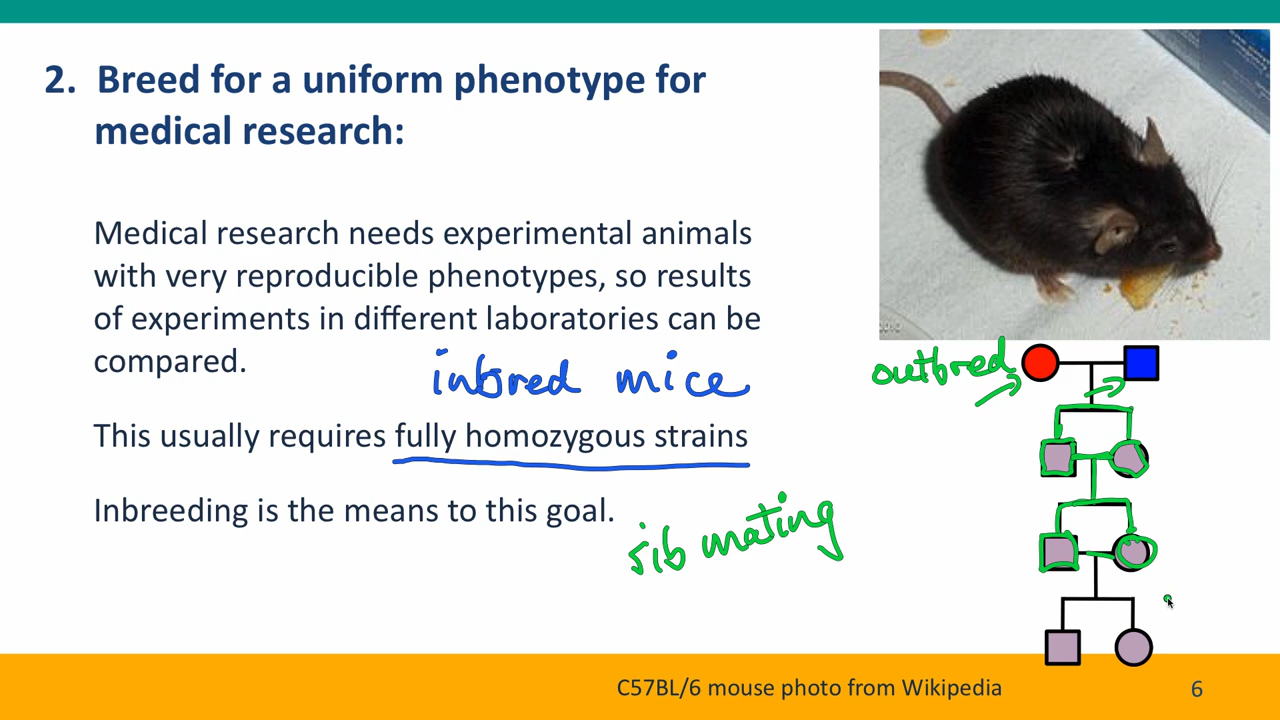 2. Breed for a uniform phenotype for
medical research:
Medical research needs experimental animals
with very reproducible phenotypes, so results
of experiments in different laboratories can be
compared.
inbred mice
outbred
This usually requires fully homozygous strains
Inbreeding is the means to this goal.
sib mating
C57BL/6 mouse photo from Wikipedia
6